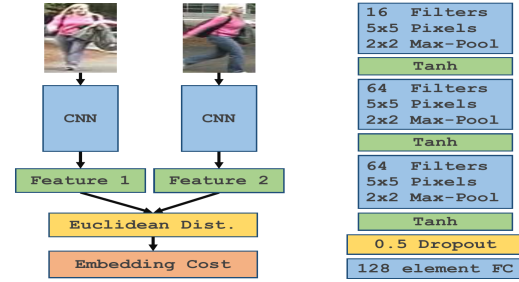 CNN
CNN
Feature 1
Feature 2
Euclidean Dist.
Embedding Cost
16 Filters
5x5 Pixels
2x2 Max-Pool
Tanh
64 Filters
5x5 Pixels
2x2 Max-Pool
Tanh
64 Filters
5x5 Pixels
2x2 Max-Pool
Tanh
0.5 Dropout
128 element FC